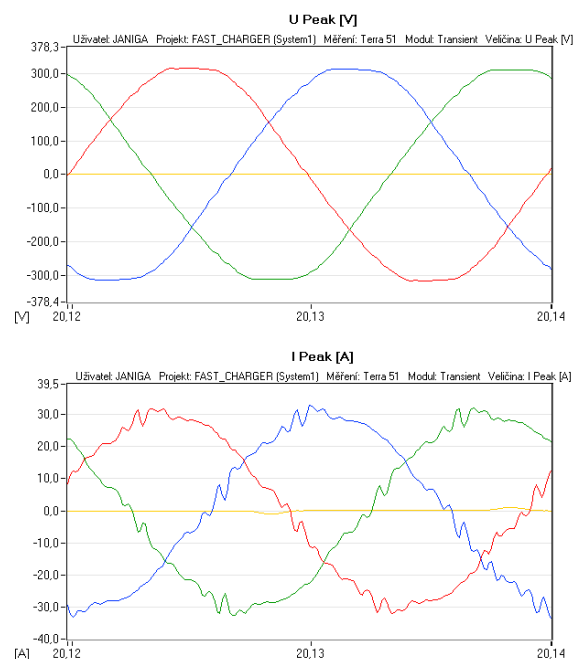 U Peak [V]
Uživatel: JANIGA Projekt: FAST_CHARGER (System1) Měření: Terra 51 Modul: Transient Veličina: U Peak [V]
378,3
300,0
200,0
100,0
0,0
-100,0
-200,0
-300,0
-378,4
20,12 20,13 20,14
[V]
I Peak [A]
Uživatel: JANIGA Projekt: FAST_CHARGER (System1) Měření: Terra 51 Modul: Transient Veličina: I Peak [A]
39,5
30,0
20,0
10,0
0,0
-10,0
-20,0
-30,0
-40,0
20,12 20,13 20,14
[A]